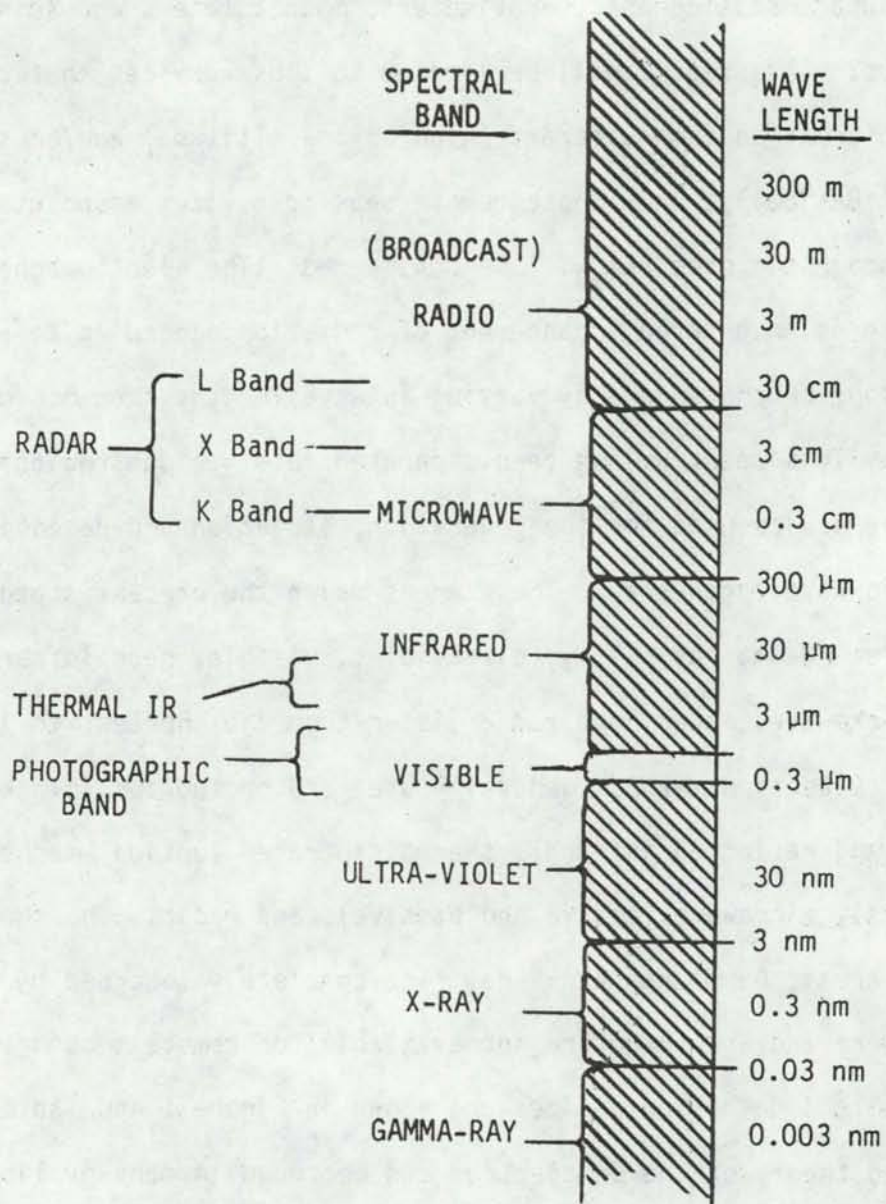 SPECTRAL
BAND
WAVE
LENGTH
300 m
(BROADCAST)
30 m
RADIO
3 m
L Band
30 cm
RADAR
X Band
3 cm
K Band
MICROWAVE
0.3 cm
300 µm
INFRARED
30 µm
THERMAL IR
3 µm
PHOTOGRAPHIC
BAND
VISIBLE
0.3 µm
ULTRA-VIOLET
30 nm
3 nm
X-RAY
0.3 nm
0.03 nm
GAMMA-RAY
0.003 nm